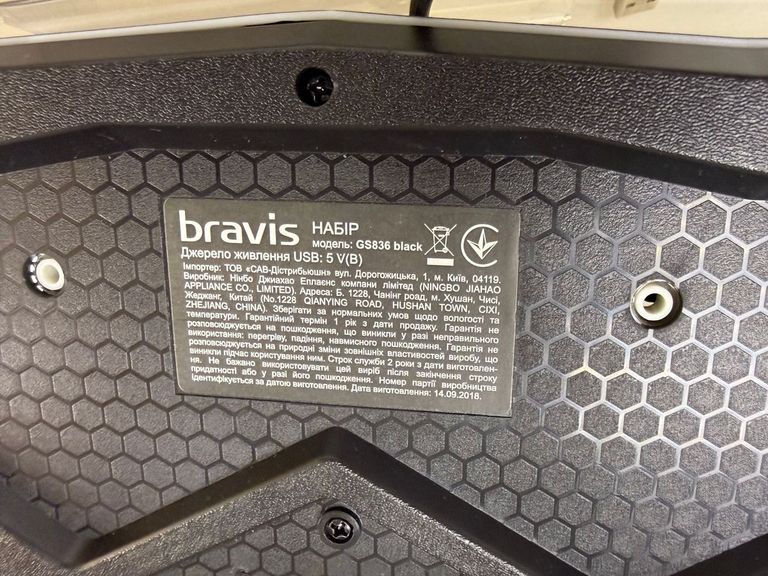 bravis НАБІР
модель: GS836 black
Джерело живлення USB: 5 V(В)
Імпортер: ТОВ «САВ-Дістрибьюшн» вул. Дорогожицька, 1, м. Київ, 04119.
Виробник: Нінбо Джиахао Епплаєнс компани лімітед (NINGBO JIAHAO
APPLIANCE CO., LIMITED). Адреса: Б. 1228, Чанінг роад, м. Хушан, Чисі,
Жеджанг, Китай (No.1228 QIANYING ROAD, HUSHAN TOWN, CIXI,
ZHEJIANG, CHINA). Зберігати за нормальних умов щодо вологості та
температури. Гарантійний термін 1 рік з дати продажу. Гарантія не
розповсюджується на пошкодження, що виникли у разі неправильного
використання: перегріву, падіння, навмисного пошкодження. Гарантія не
розповсюджується на природні зміни зовнішніх властивостей виробу, що
виникли підчас користування ним. Строк служби 2 роки з дати виготовлен-
ня. Не бажано використовувати цей виріб після закінчення строку
придатності або у разі його пошкодження. Номер партії виробництва
ідентифікується за датою виготовлення. Дата виготовлення: 14.09.2018.